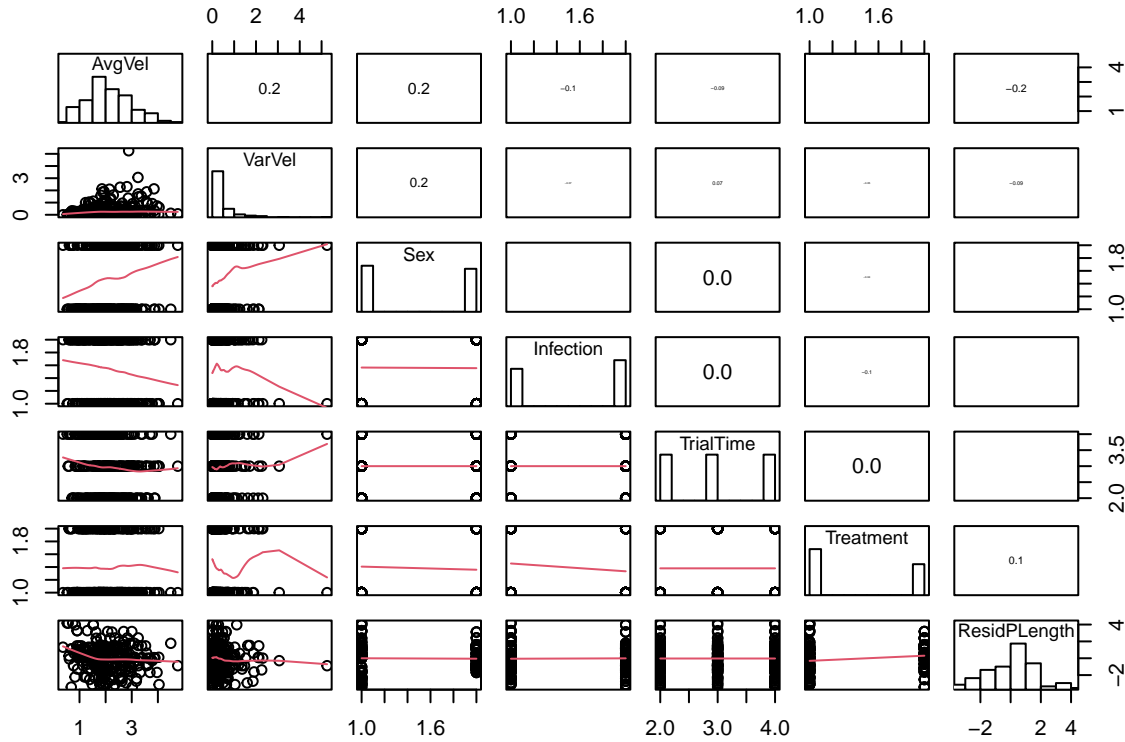 0 2 4 1.0 1.6 1.0 1.6
AvgVel 0.2 0.2 −0.1 −0.09 −0.2 1 4
0 3 VarVel 0.2 0.07 −0.09
Sex 0.0 1.0 1.8
1.0 1.8 Infection 0.0 −0.1
TrialTime 0.0 2.0 3.5
1.0 1.8 Treatment 0.1
ResidPLength −2 4
1 3 1.0 1.6 2.0 3.0 4.0 −2 2 4